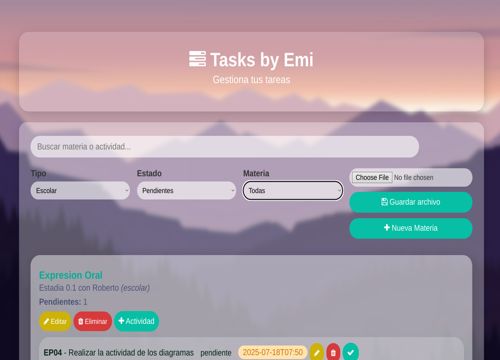 Tasks by Emi
Gestiona tus tareas
Buscar materia o actividad...
Tipo
Estado
Materia
Escolar
Pendientes
Todas
Choose File No file chosen
Guardar archivo
Nueva Materia
Expresion Oral
Estadia 0.1 con Roberto (escolar)
Pendientes: 1
Editar
Eliminar
Actividad
EP04 - Realizar la actividad de los diagramas pendiente 2025-07-18T07:50